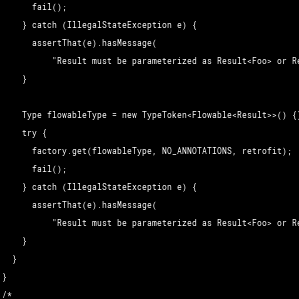 fail();
} catch (IllegalStateException e) {
assertThat(e).hasMessage(
"Result must be parameterized as Result<Foo> or
}
Type flowableType = new TypeToken<Flowable<Result>>() {}
try {
factory.get(flowableType, NO_ANNOTATIONS, retrofit);
fail();
} catch (IllegalStateException e) {
assertThat(e).hasMessage(
"Result must be parameterized as Result<Foo> or
}
}
}
/*